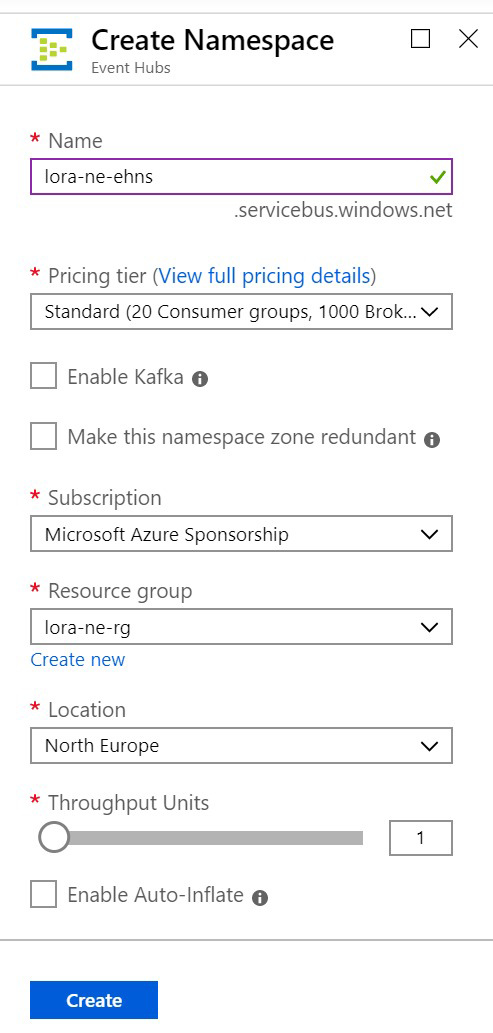 Create Namespace
Event Hubs
* Name
lora-ne-ehns
.servicebus.windows.net
* Pricing tier (View full pricing details)
Standard (20 Consumer groups, 1000 Brok...
Enable Kafka
Make this namespace zone redundant
* Subscription
Microsoft Azure Sponsorship
* Resource group
lora-ne-rg
Create new
* Location
North Europe
* Throughput Units
1
Enable Auto-Inflate
Create